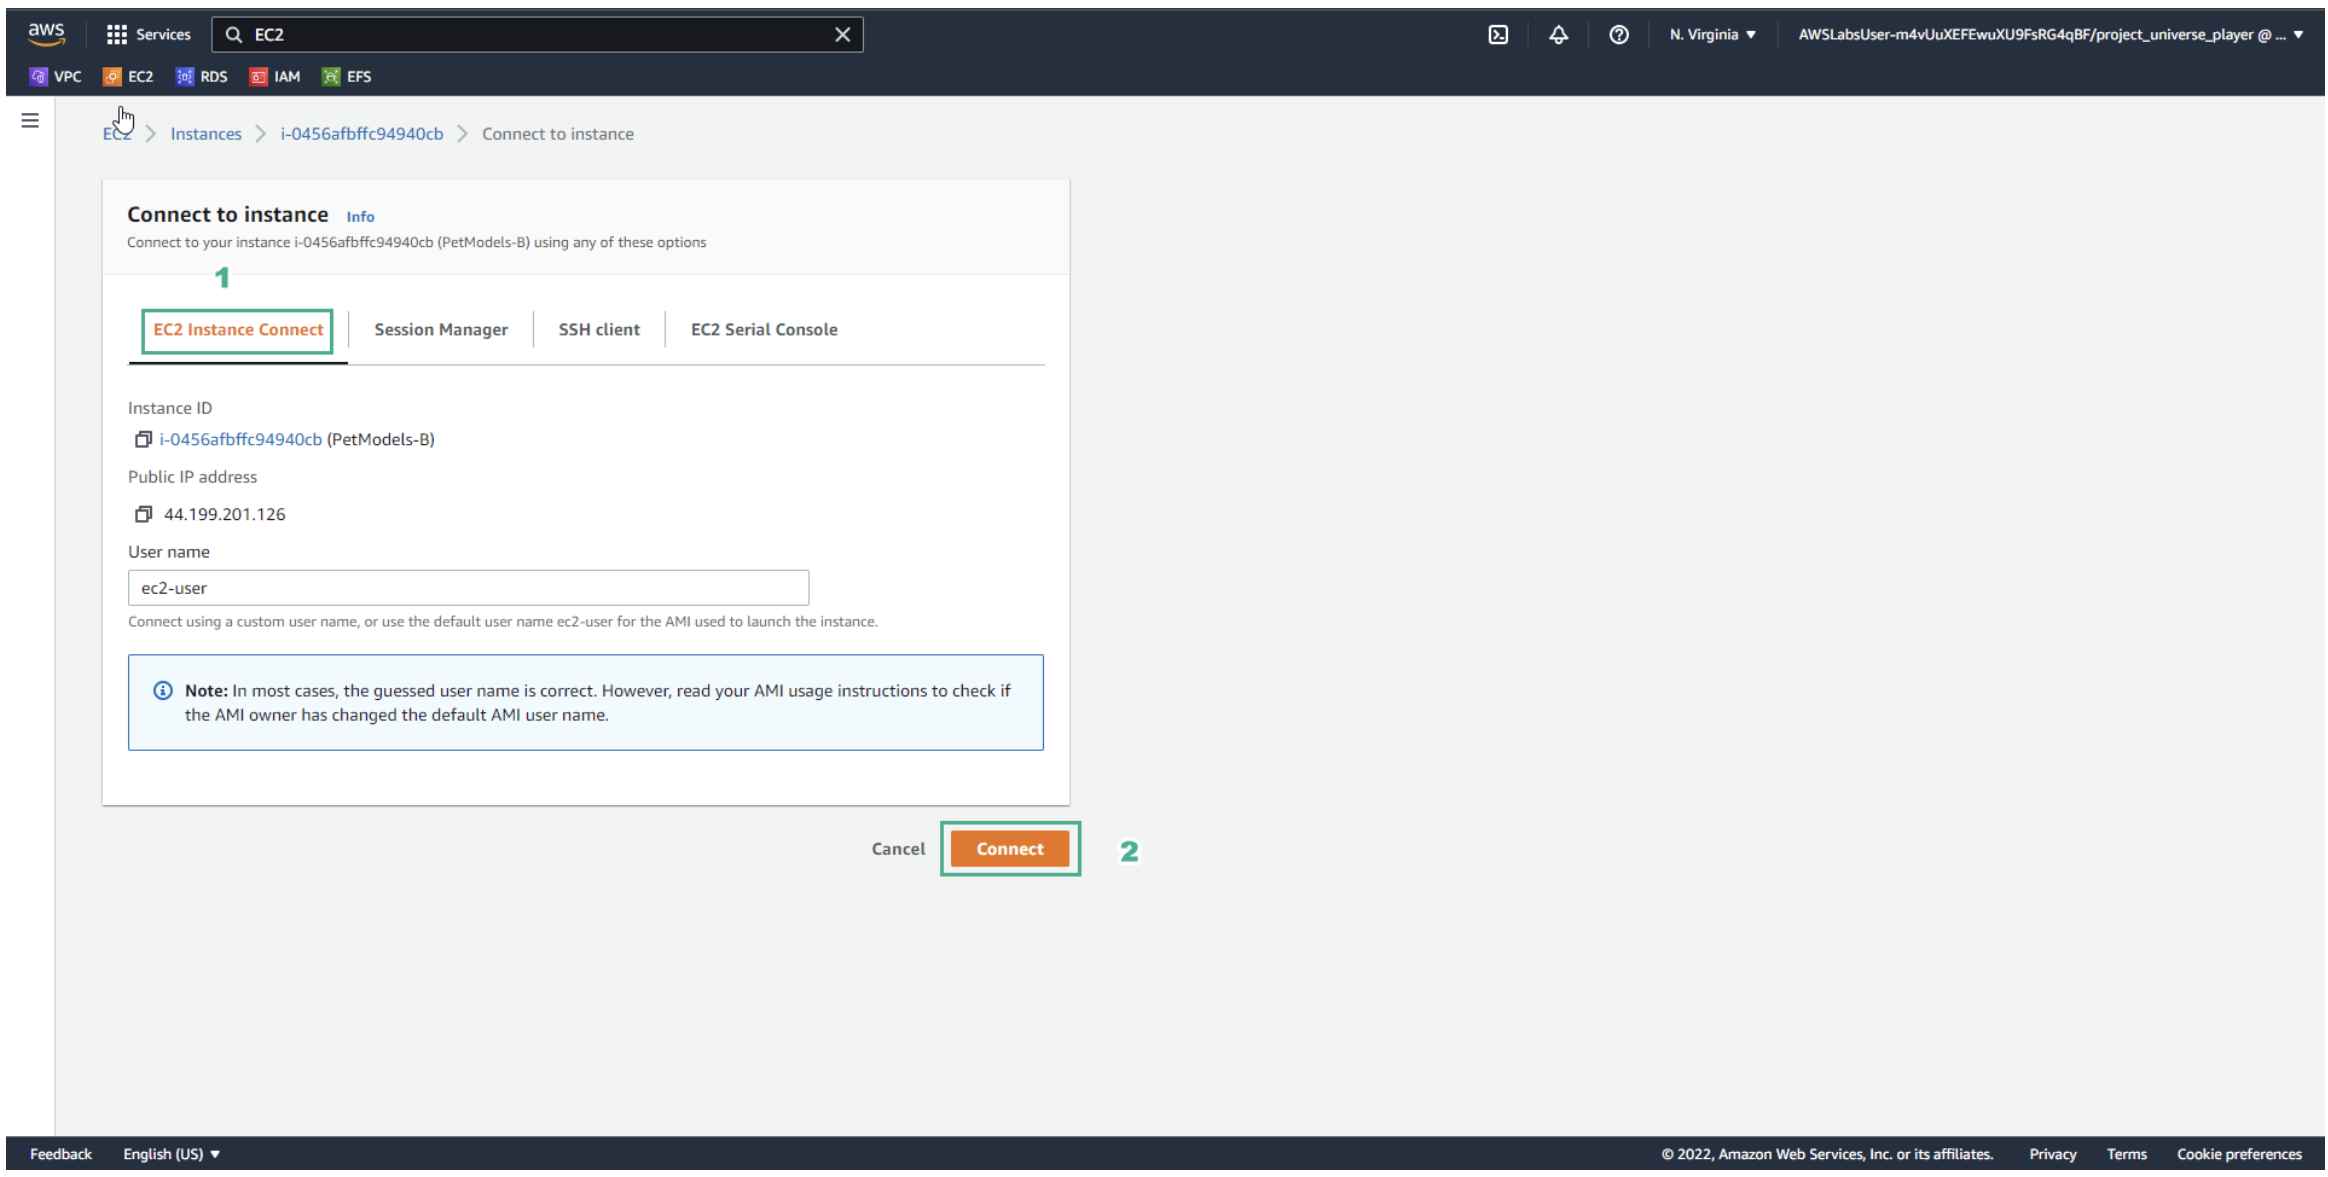 aws Services EC2 N. Virginia ▼ AWSLabsUser-m4vUuXEFEwuXU9FsRG4qBF/project_universe_player @ ... ▼
VPC EC2 RDS IAM EFS
EC2 > Instances > i-0456afbffc94940cb > Connect to instance
Connect to instance Info
Connect to your instance i-0456afbffc94940cb (PetModels-B) using any of these options
1
EC2 Instance Connect Session Manager SSH client EC2 Serial Console
Instance ID
i-0456afbffc94940cb (PetModels-B)
Public IP address
44.199.201.126
User name
ec2-user
Connect using a custom user name, or use the default user name ec2-user for the AMI used to launch the instance.
Note: In most cases, the guessed user name is correct. However, read your AMI usage instructions to check if
the AMI owner has changed the default AMI user name.
Cancel Connect 2
Feedback English (US) ▼ © 2022, Amazon Web Services, Inc. or its affiliates. Privacy Terms Cookie preferences